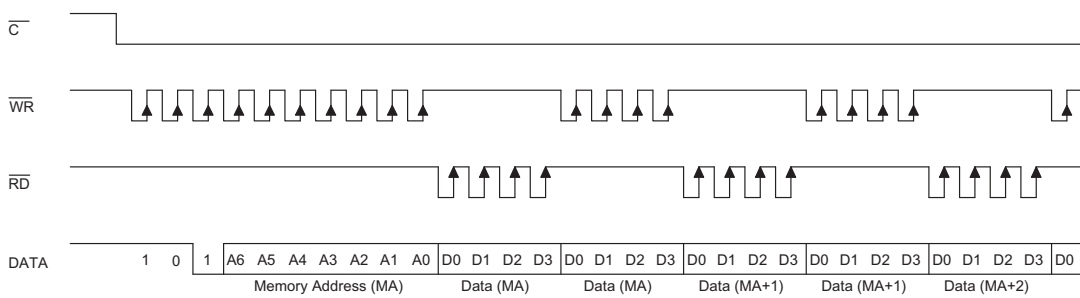 C
WR
RD
DATA 1 0 1 A6 A5 A4 A3 A2 A1 A0 D0 D1 D2 D3 D0 D1 D2 D3 D0 D1 D2 D3 D0 D1 D2 D3 D0 D1 D2 D3 D0
Memory Address (MA) Data (MA) Data (MA) Data (MA+1) Data (MA+1) Data (MA+2)